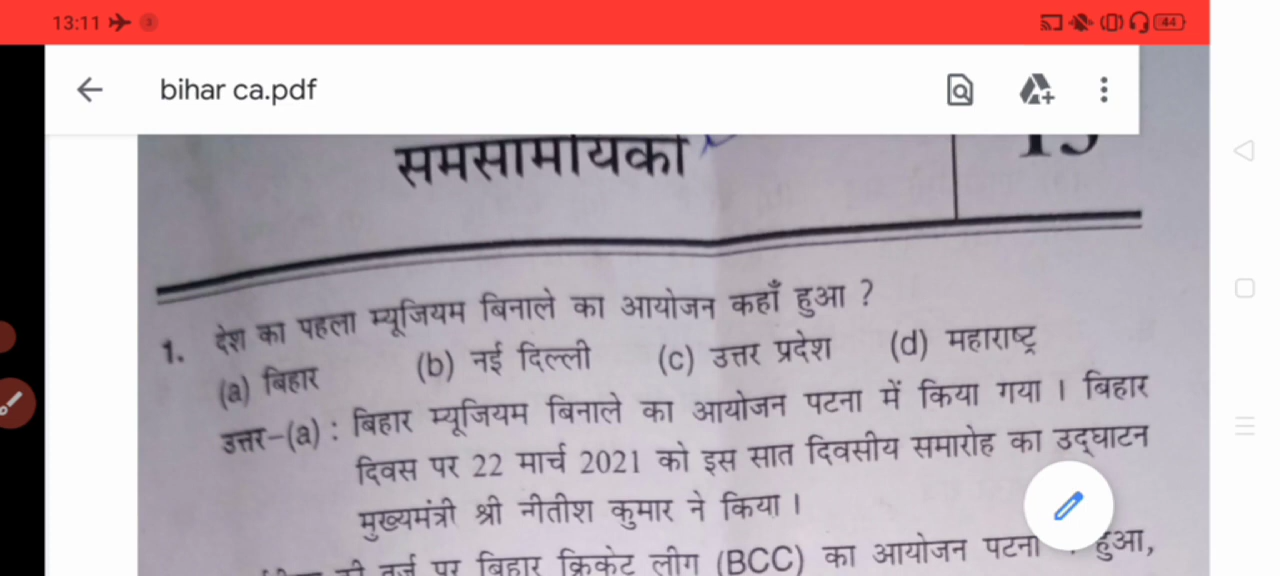 13:11
3
44
bihar ca.pdf
समसामायिकी
1. देश का पहला म्यूजियम बिनाले का आयोजन कहाँ हुआ ?
(a) बिहार (b) नई दिल्ली (c) उत्तर प्रदेश (d) महाराष्ट्र
उत्तर–(a) : बिहार म्यूजियम बिनाले का आयोजन पटना में किया गया । बिहार
दिवस पर 22 मार्च 2021 को इस सात दिवसीय समारोह का उद्घाटन
मुख्यमंत्री श्री नीतीश कुमार ने किया ।
की तर्ज पर बिहार क्रिकेट लीग (BCC) का आयोजन पटना हुआ,